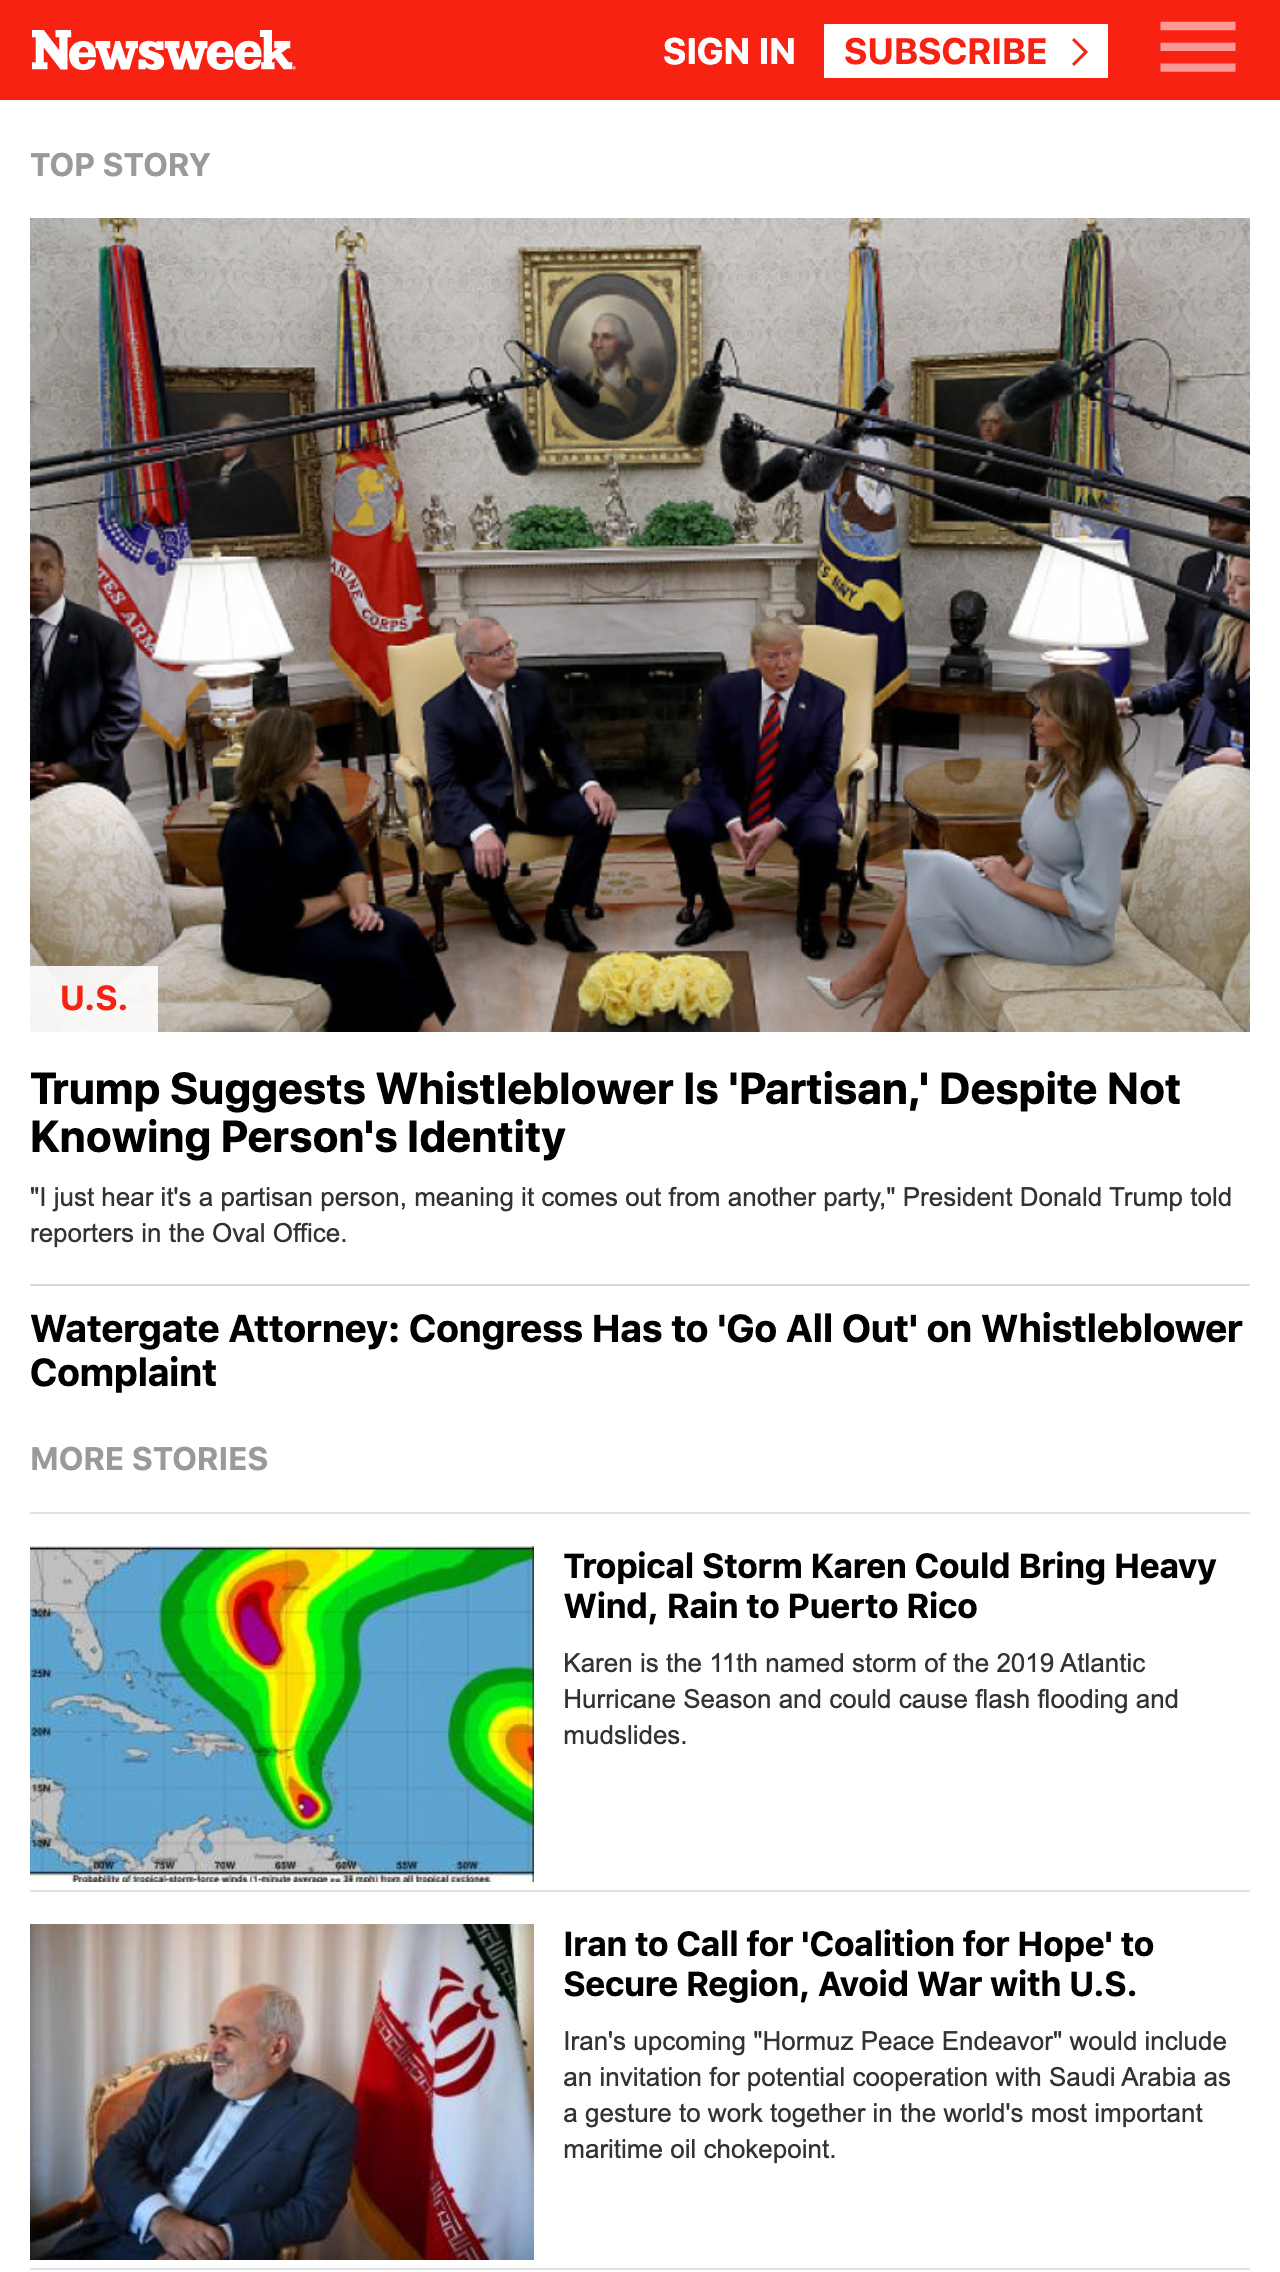 Newsweek
SIGN IN
SUBSCRIBE
TOP STORY
MARINE CORPS
U.S.
Trump Suggests Whistleblower Is 'Partisan,' Despite Not
Knowing Person's Identity
"I just hear it's a partisan person, meaning it comes out from another party," President Donald Trump told
reporters in the Oval Office.
Watergate Attorney: Congress Has to 'Go All Out' on Whistleblower
Complaint
MORE STORIES
Tropical Storm Karen Could Bring Heavy
Wind, Rain to Puerto Rico
Karen is the 11th named storm of the 2019 Atlantic
Hurricane Season and could cause flash flooding and
mudslides.
30N
25N
20N
15N
10N
80W 75W 70W 65W 60W 55W 50W
Probability of tropical-storm-force winds (1-minute average >= 39 mph) from all tropical cyclones
Iran to Call for 'Coalition for Hope' to
Secure Region, Avoid War with U.S.
Iran's upcoming "Hormuz Peace Endeavor" would include
an invitation for potential cooperation with Saudi Arabia as
a gesture to work together in the world's most important
maritime oil chokepoint.